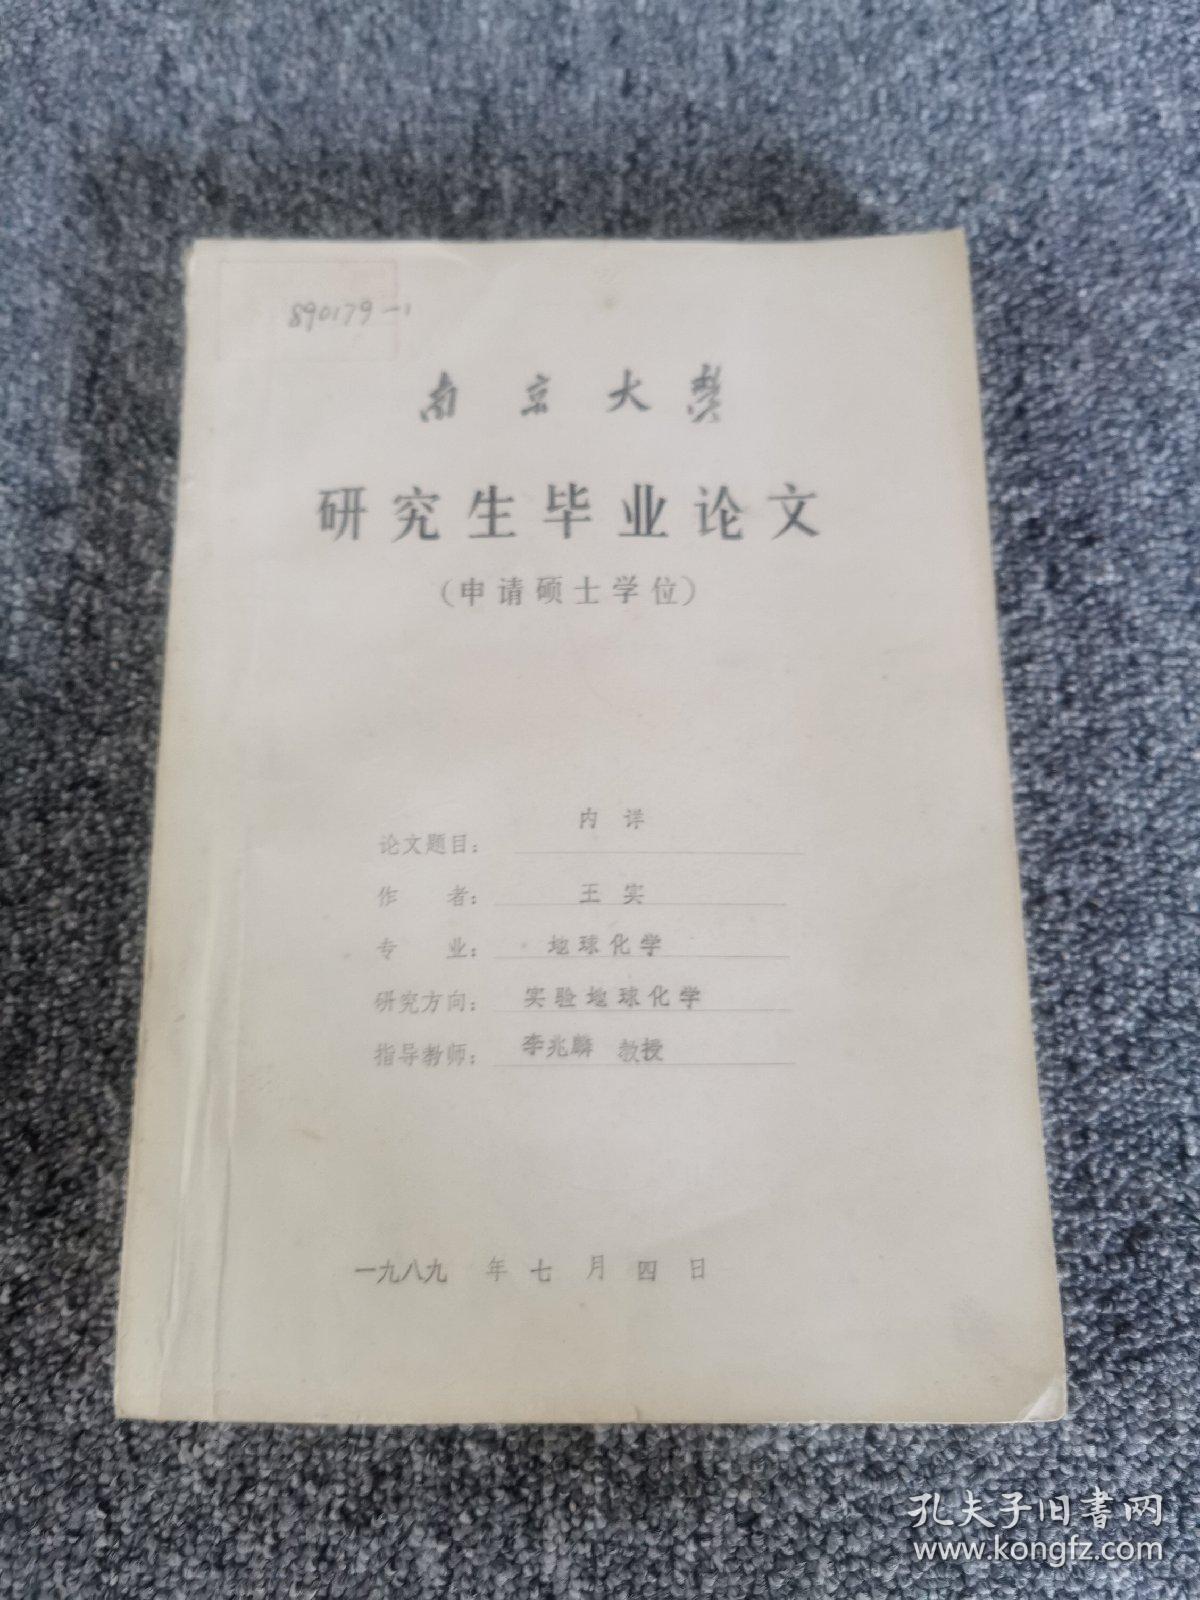 890179-1
南京大学
研究生毕业论文
(申请硕士学位)
论文题目： 内 详
作 者： 王 实
专 业： 地球化学
研究方向： 实验地球化学
指导教师： 李兆麟 教授
一九八九 年 七 月 四 日
孔夫子旧书网
www.kongfz.com